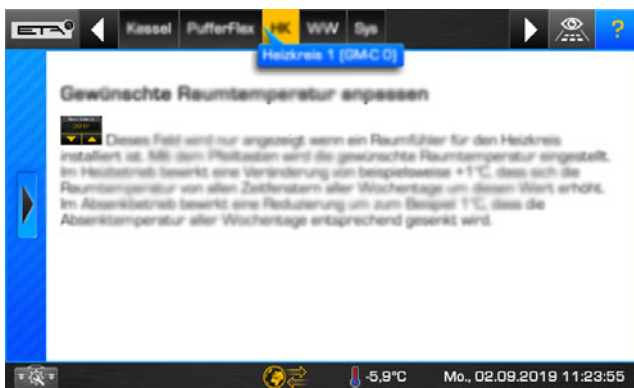 ETA Kessel PufferFlex HK WW Sys ?
Heizkreis 1 (GM-C 0)
Gewünschte Raumtemperatur anpassen
Dieses Feld wird nur angezeigt wenn ein Raumfühler für den Heizkreis
installiert ist. Mit den Pfeiltasten wird die gewünschte Raumtemperatur eingestellt.
Im Heizbetrieb bewirkt eine Veränderung von beispielsweise +1°C, dass sich die
Raumtemperatur von allen Zeitfenstern aller Wochentage um diesen Wert erhöht.
Im Absenkbetrieb bewirkt eine Reduzierung um zum Beispiel 1°C, dass die
Absenktemperatur aller Wochentage entsprechend gesenkt wird.
-5,9°C Mo., 02.09.2019 11:23:55